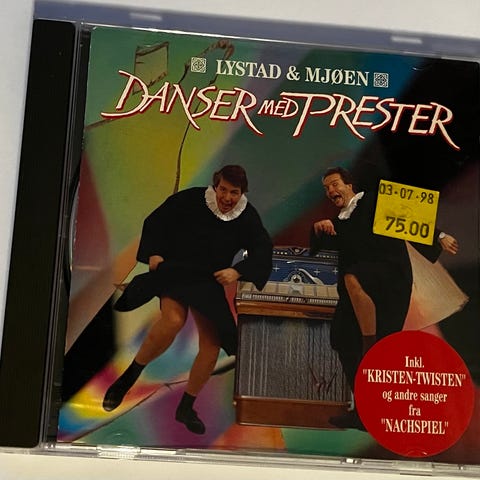 LYSTAD & MJØEN
DANSER MED PRESTER
03·07·98
75.00
Inkl.
"KRISTEN-TWISTEN"
og andre sanger
fra
"NACHSPIEL"